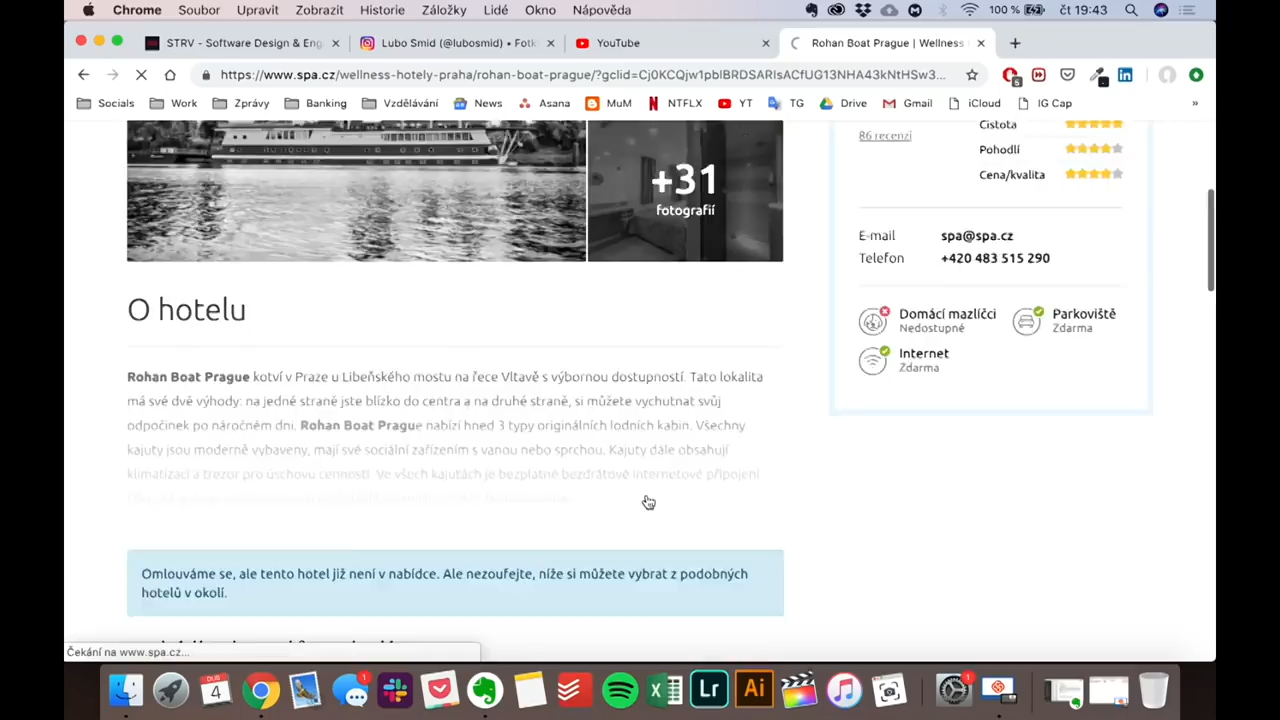 Chrome Soubor Upravit Zobrazit Historie Záložky Lidé Okno Nápověda 100 % čt 19:43
STRV - Software Design & Eng
Lubo Smid (@lubosmid) • Fotk
YouTube
Rohan Boat Prague | Wellness
https://www.spa.cz/wellness-hotely-praha/rohan-boat-prague/?gclid=Cj0KCQjw1pblBRDSARIsACfUG13NHA43kNtHSw3...
5
Socials Work Zprávy Banking Vzdělávání News Asana MuM NTFLX YT TG Drive Gmail iCloud IG Cap »
+31
fotografií
86 recenzí
Čistota
Pohodlí
Cena/kvalita
E-mail spa@spa.cz
Telefon +420 483 515 290
Domácí mazlíčci
Nedostupné
Parkoviště
Zdarma
Internet
Zdarma
O hotelu
Rohan Boat Prague kotví v Praze u Libeňského mostu na řece Vltavě s výbornou dostupností. Tato lokalita
má své dvě výhody: na jedné straně jste blízko do centra a na druhé straně, si můžete vychutnat svůj
odpočinek po náročném dni. Rohan Boat Prague nabízí hned 3 typy originálních lodních kabin. Všechny
kajuty jsou moderně vybaveny, mají své sociální zařízením s vanou nebo sprchou. Kajuty dále obsahují
klimatizaci a trezor pro úschovu cenností. Ve všech kajutách je bezplatné bezdrátové internetové připojení
Omlouváme se, ale tento hotel již není v nabídce. Ale nezoufejte, níže si můžete vybrat z podobných
hotelů v okolí.
Čekání na www.spa.cz...
DUB
4
1
Lr
Ai
1